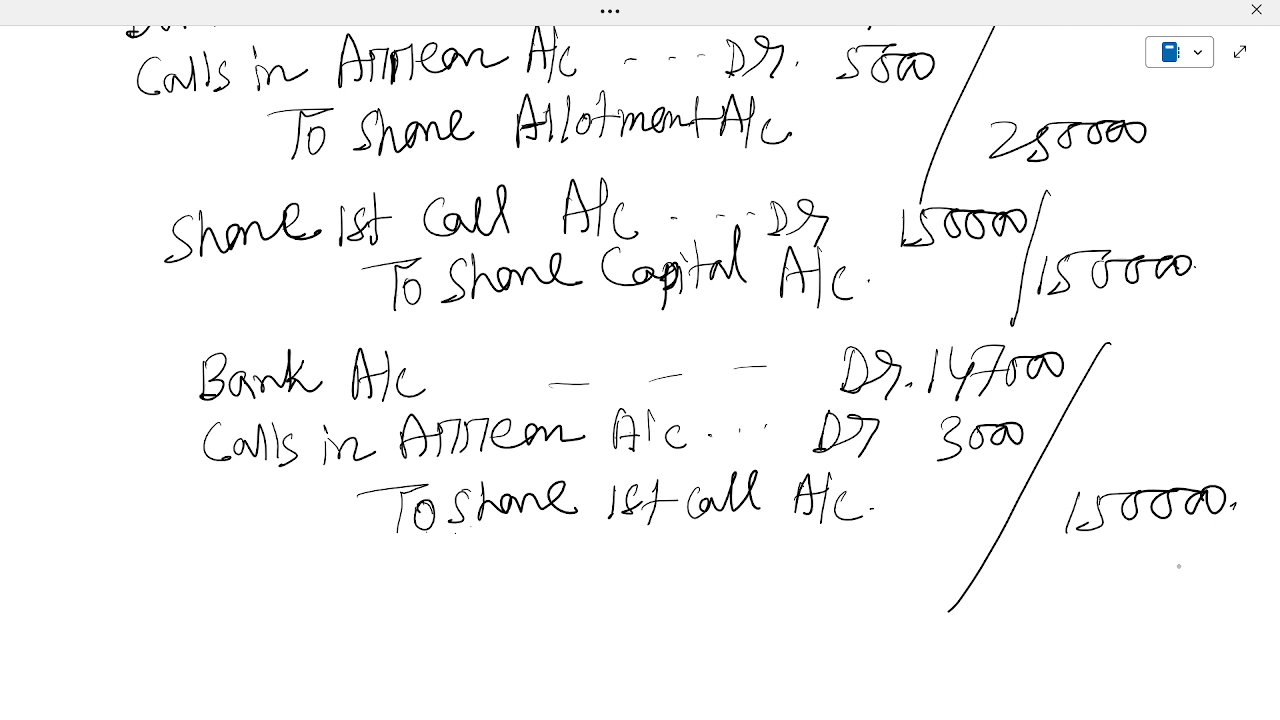 Calls in Arrear A/c - - - Dr. 5000
To Share Allotment A/c 250000
Share 1st Call A/c - - - Dr 150000
To Share Capital A/c. 150000.
Bank A/c - - - Dr. 147000
Calls in Arrear A/c. . . Dr 3000
To Share 1st call A/c. 150000.